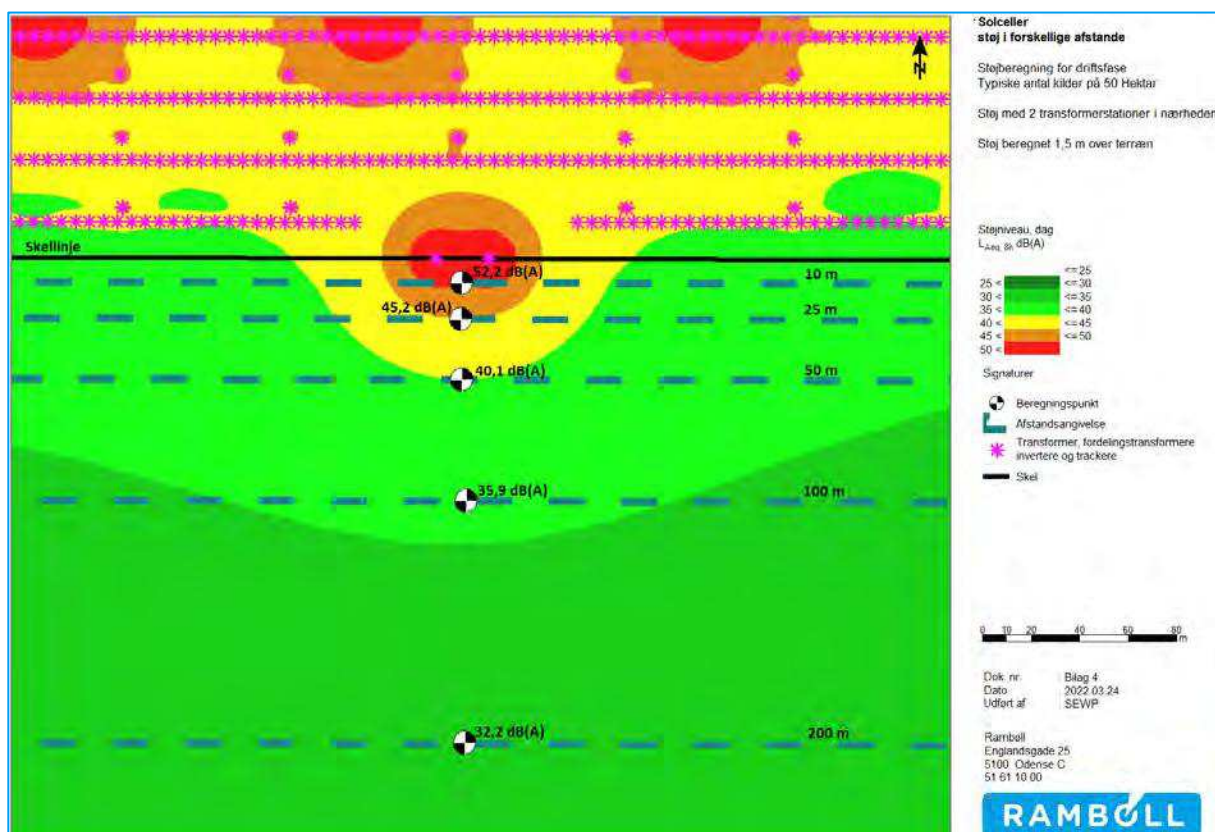 Solceller
støj i forskellige afstande
Støjberegning for driftsfase
Typiske antal kilder på 50 Hektar
Støj med 2 transformerstationer i nærheden
Støj beregnet 1,5 m over terræn
N
Skellinje
52,2 dB(A)
10 m
45,2 dB(A)
25 m
40,1 dB(A)
50 m
35,9 dB(A)
100 m
32,2 dB(A)
200 m
Støjniveau, dag
LAeq, 8h dB(A)
<=25
25 < <=30
30 < <=35
35 < <=40
40 < <=45
45 < <=50
50 <
Signaturer
Beregningspunkt
Afstandsangivelse
Transformer, fordelingstransformere
invertere og trackere
Skel
0 10 20 40 60 80
m
Dok. nr. Bilag 4
Dato 2022.03.24
Udført af SEWP
Rambøll
Englandsgade 25
5100 Odense C
51 61 10 00
RAMBOLL